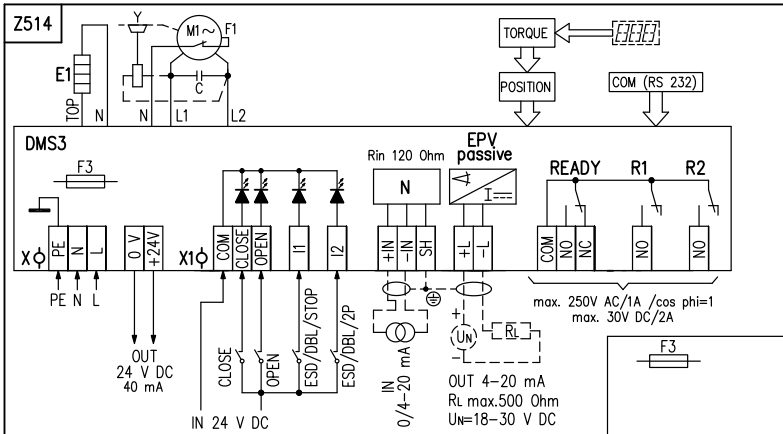 Z514
Y
M1~
F1
E1
C
TOP
N
N
L1
L2
TORQUE
POSITION
COM (RS 232)
DMS3
F3
Rin 120 Ohm
N
EPV
passive
I
READY
R1
R2
X
PE
N
L
0 V
+24V
X1
COM
CLOSE
OPEN
I1
I2
+IN
-IN
SH
+L
-L
COM
NO
NC
NO
NO
PE N L
OUT
24 V DC
40 mA
CLOSE
OPEN
ESD/DBL/STOP
ESD/DBL/2P
IN 24 V DC
IN
0/4-20 mA
+
UN
-
RL
OUT 4-20 mA
RL max.500 Ohm
UN=18-30 V DC
max. 250V AC/1A /cos phi=1
max. 30V DC/2A
F3